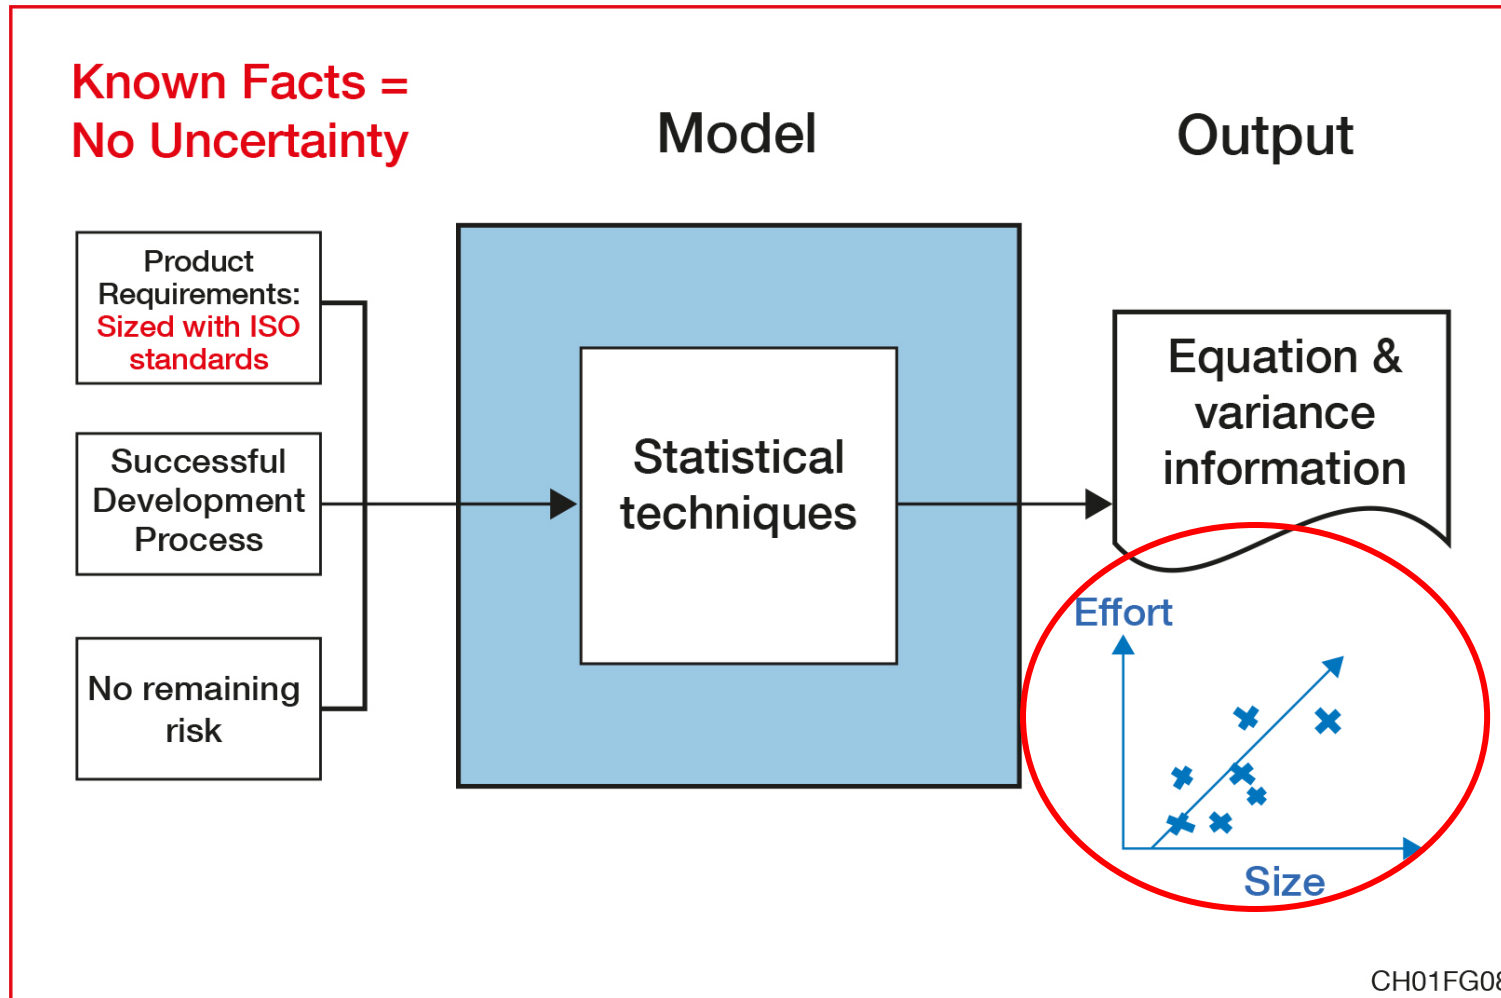 Known Facts =
No Uncertainty
Model
Output
Product
Requirements:
Sized with ISO
standards
Successful
Development
Process
No remaining
risk
Statistical
techniques
Equation &
variance
information
Effort
Size
CH01FG08